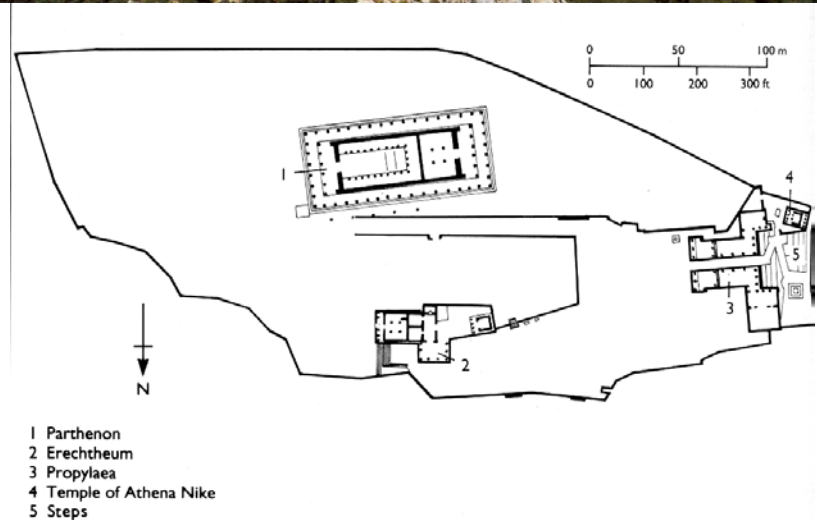 0 50 100 m
0 100 200 300 ft
4
1
5
3
N
2
1 Parthenon
2 Erechtheum
3 Propylaea
4 Temple of Athena Nike
5 Steps